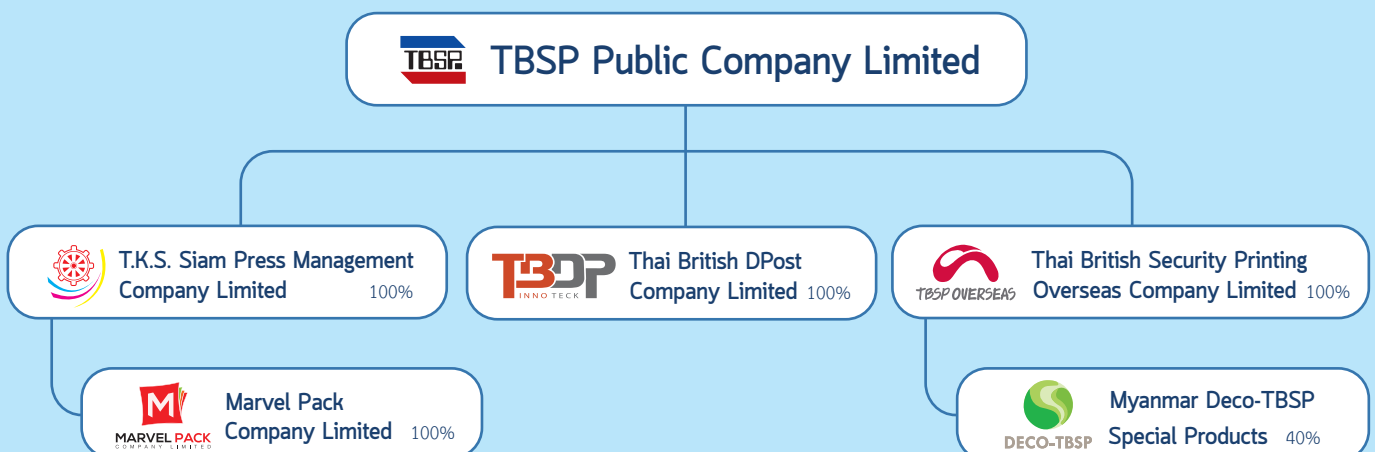 TBSP TBSP Public Company Limited
T.K.S. Siam Press Management
Company Limited 100%
TBDP
INNO TECK
Thai British DPost
Company Limited 100%
TBSP OVERSEAS
Thai British Security Printing
Overseas Company Limited 100%
M
MARVEL PACK
COMPANY LIMITED
Marvel Pack
Company Limited 100%
DECO-TBSP
Myanmar Deco-TBSP
Special Products 40%